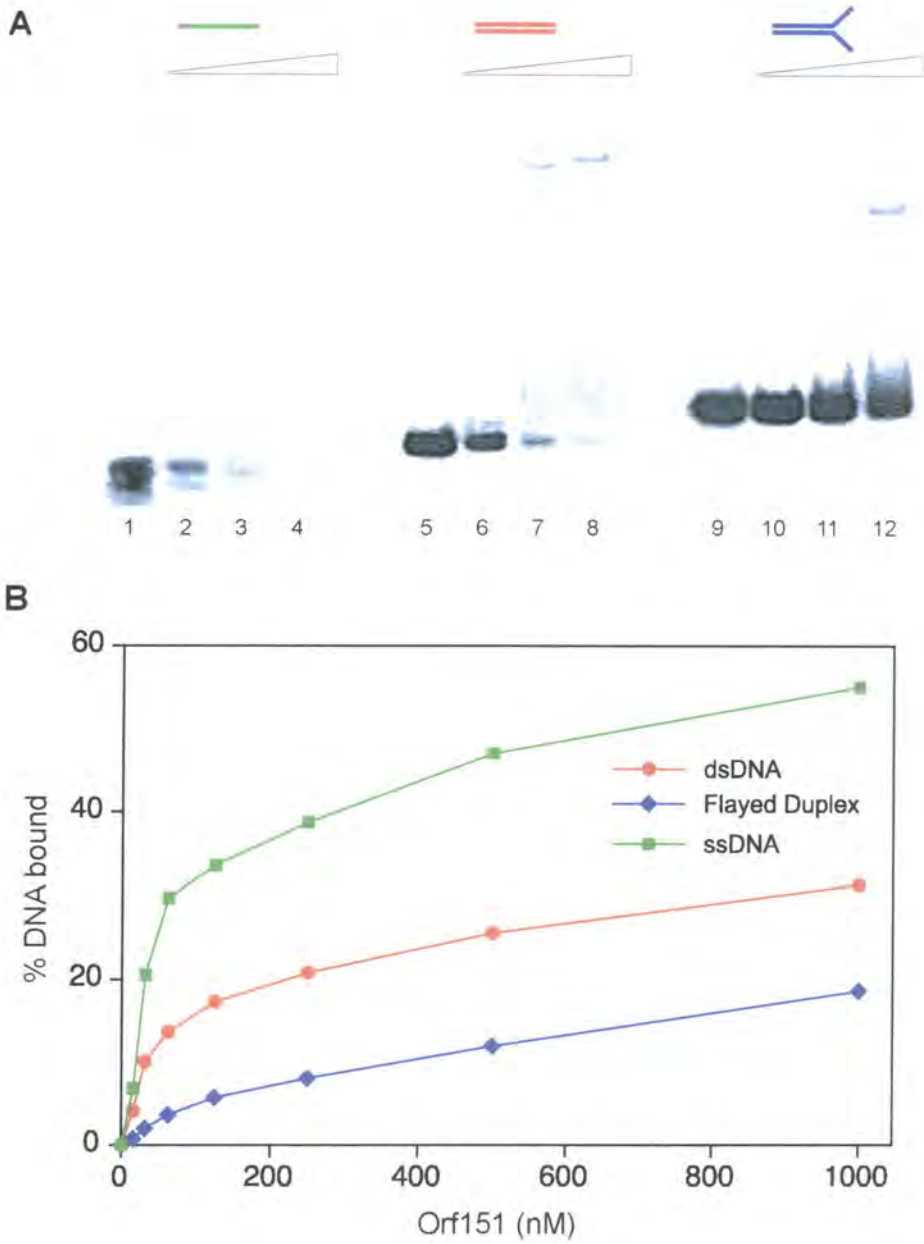 A
1 2 3 4 5 6 7 8 9 10 11 12
B
60
40
20
0
% DNA bound
dsDNA
Flayed Duplex
ssDNA
0 200 400 600 800 1000
Orf151 (nM)